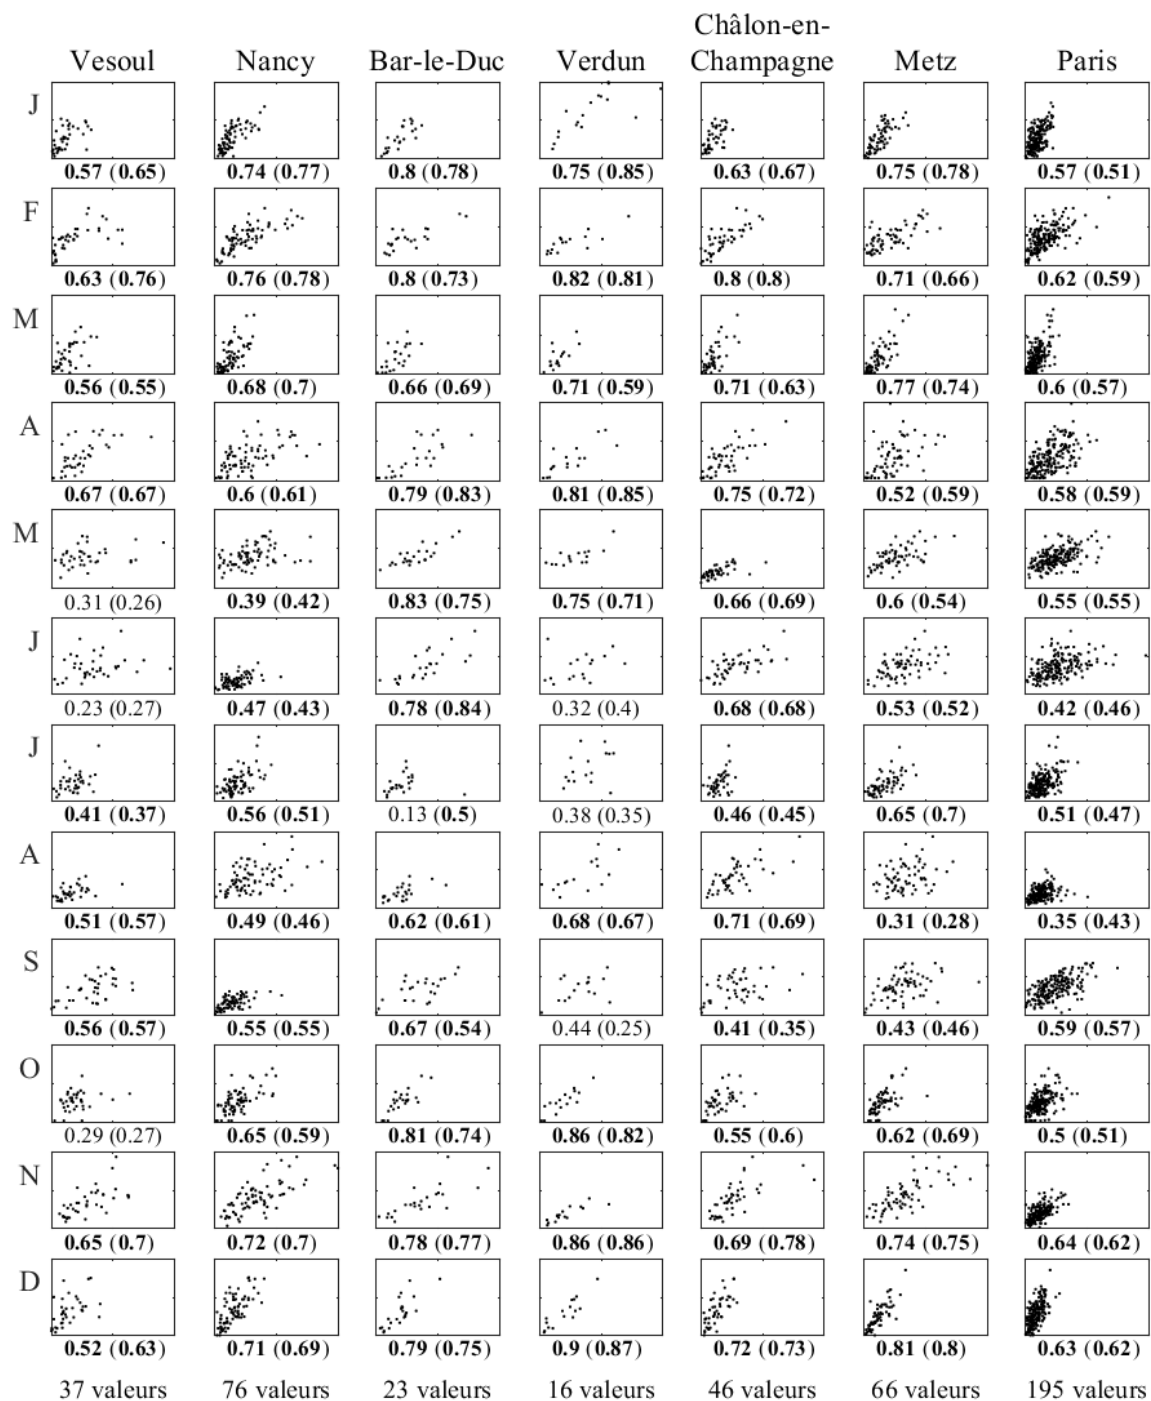 Châlon-en-
Vesoul Nancy Bar-le-Duc Verdun Champagne Metz Paris
J
0.57 (0.65) 0.74 (0.77) 0.8 (0.78) 0.75 (0.85) 0.63 (0.67) 0.75 (0.78) 0.57 (0.51)
F
0.63 (0.76) 0.76 (0.78) 0.8 (0.73) 0.82 (0.81) 0.8 (0.8) 0.71 (0.66) 0.62 (0.59)
M
0.56 (0.55) 0.68 (0.7) 0.66 (0.69) 0.71 (0.59) 0.71 (0.63) 0.77 (0.74) 0.6 (0.57)
A
0.67 (0.67) 0.6 (0.61) 0.79 (0.83) 0.81 (0.85) 0.75 (0.72) 0.52 (0.59) 0.58 (0.59)
M
0.31 (0.26) 0.39 (0.42) 0.83 (0.75) 0.75 (0.71) 0.66 (0.69) 0.6 (0.54) 0.55 (0.55)
J
0.23 (0.27) 0.47 (0.43) 0.78 (0.84) 0.32 (0.4) 0.68 (0.68) 0.53 (0.52) 0.42 (0.46)
J
0.41 (0.37) 0.56 (0.51) 0.13 (0.5) 0.38 (0.35) 0.46 (0.45) 0.65 (0.7) 0.51 (0.47)
A
0.51 (0.57) 0.49 (0.46) 0.62 (0.61) 0.68 (0.67) 0.71 (0.69) 0.31 (0.28) 0.35 (0.43)
S
0.56 (0.57) 0.55 (0.55) 0.67 (0.54) 0.44 (0.25) 0.41 (0.35) 0.43 (0.46) 0.59 (0.57)
O
0.29 (0.27) 0.65 (0.59) 0.81 (0.74) 0.86 (0.82) 0.55 (0.6) 0.62 (0.69) 0.5 (0.51)
N
0.65 (0.7) 0.72 (0.7) 0.78 (0.77) 0.86 (0.86) 0.69 (0.78) 0.74 (0.75) 0.64 (0.62)
D
0.52 (0.63) 0.71 (0.69) 0.79 (0.75) 0.9 (0.87) 0.72 (0.73) 0.81 (0.8) 0.63 (0.62)
37 valeurs 76 valeurs 23 valeurs 16 valeurs 46 valeurs 66 valeurs 195 valeurs